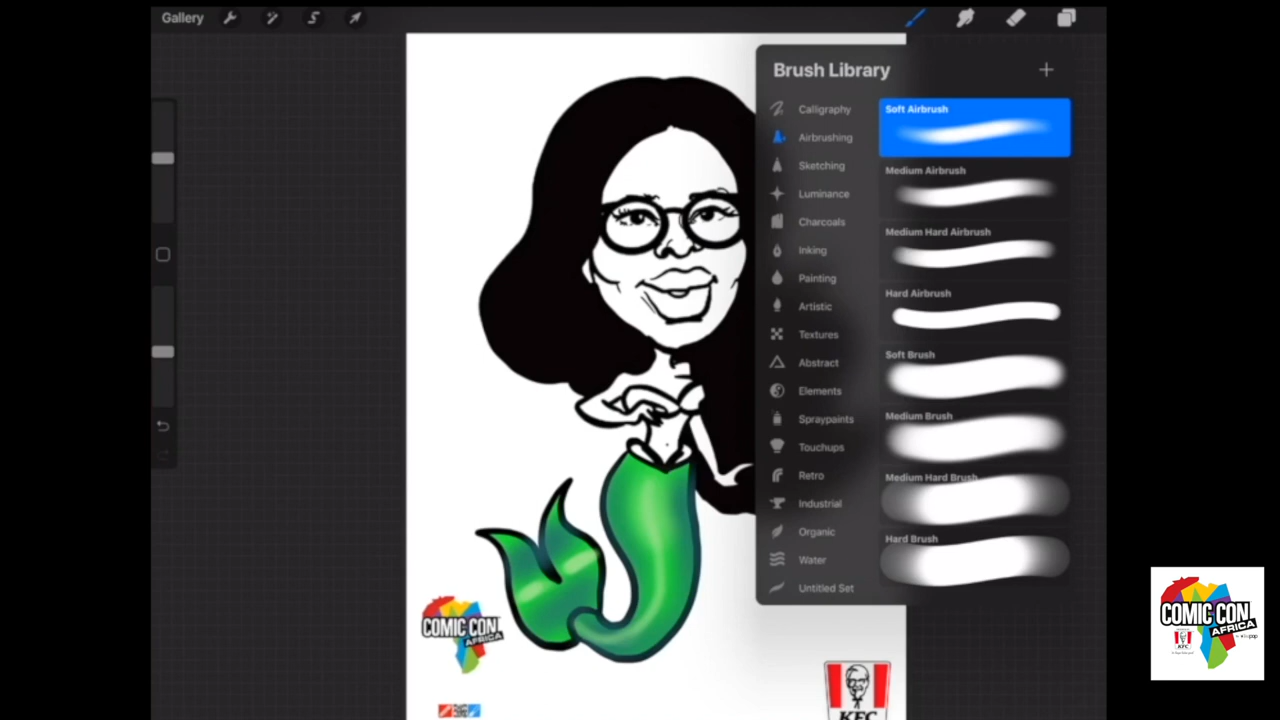 Gallery
Brush Library
Calligraphy
Airbrushing
Sketching
Luminance
Charcoals
Inking
Painting
Artistic
Textures
Abstract
Elements
Spraypaints
Touchups
Retro
Industrial
Organic
Water
Untitled Set
Soft Airbrush
Medium Airbrush
Medium Hard Airbrush
Hard Airbrush
Soft Brush
Medium Brush
Medium Hard Brush
Hard Brush
COMIC CON
AFRICA
KFC
COMIC CON
AFRICA
KFC